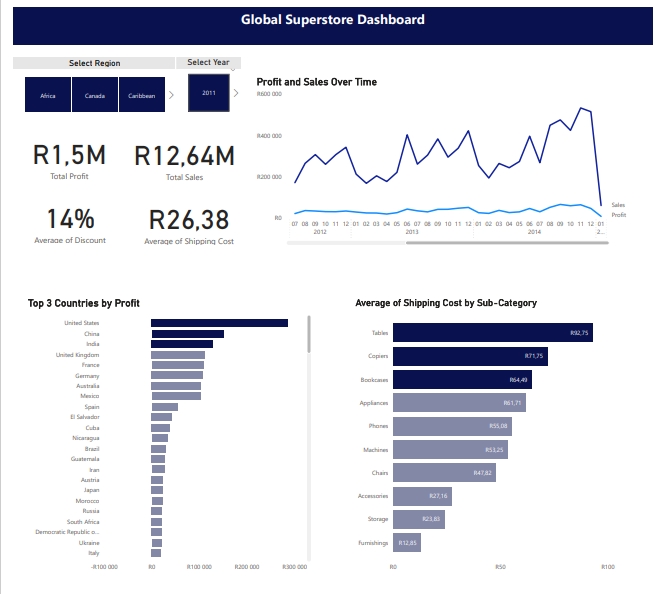 Global Superstore Dashboard
Select Region
Select Year
Africa
Canada
Caribbean
2011
R1,5M
Total Profit
R12,64M
Total Sales
14%
Average of Discount
R26,38
Average of Shipping Cost
Profit and Sales Over Time
R600 000
R400 000
R200 000
R0
Sales
Profit
07 08 09 10 11 12 01 02 03 04 05 06 07 08 09 10 11 12 01 02 03 04 05 06 07 08 09 10 11 12 01
2012 2013 2014 2...
Top 3 Countries by Profit
United States
China
India
United Kingdom
France
Germany
Australia
Mexico
Spain
El Salvador
Cuba
Nicaragua
Brazil
Guatemala
Iran
Austria
Japan
Morocco
Russia
South Africa
Democratic Republic o...
Ukraine
Italy
-R100 000 R0 R100 000 R200 000 R300 000
Average of Shipping Cost by Sub-Category
Tables R92,75
Copiers R71,75
Bookcases R64,49
Appliances R61,71
Phones R55,08
Machines R53,25
Chairs R47,82
Accessories R27,16
Storage R23,83
Furnishings R12,85
R0 R50 R100